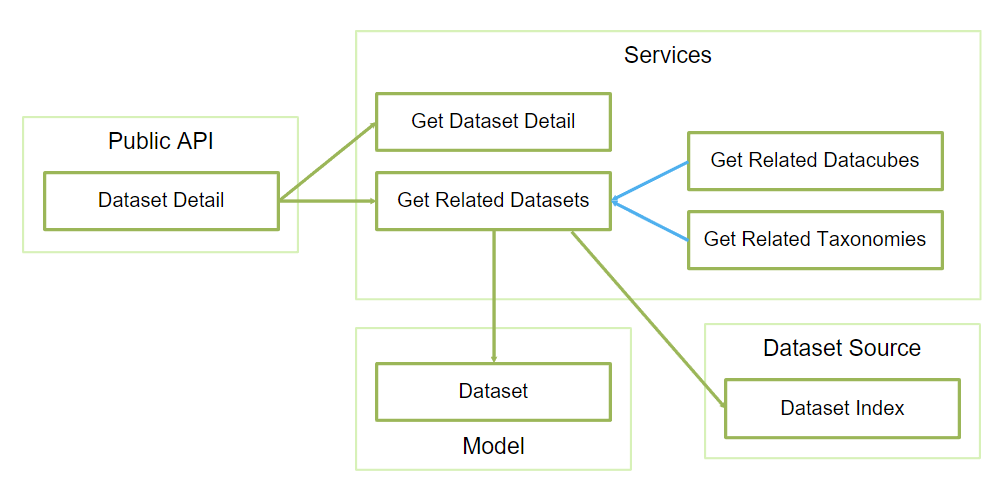 Services
Get Dataset Detail
Public API
Get Related Datacubes
Dataset Detail
Get Related Datasets
Get Related Taxonomies
Dataset Source
Dataset
Dataset Index
Model